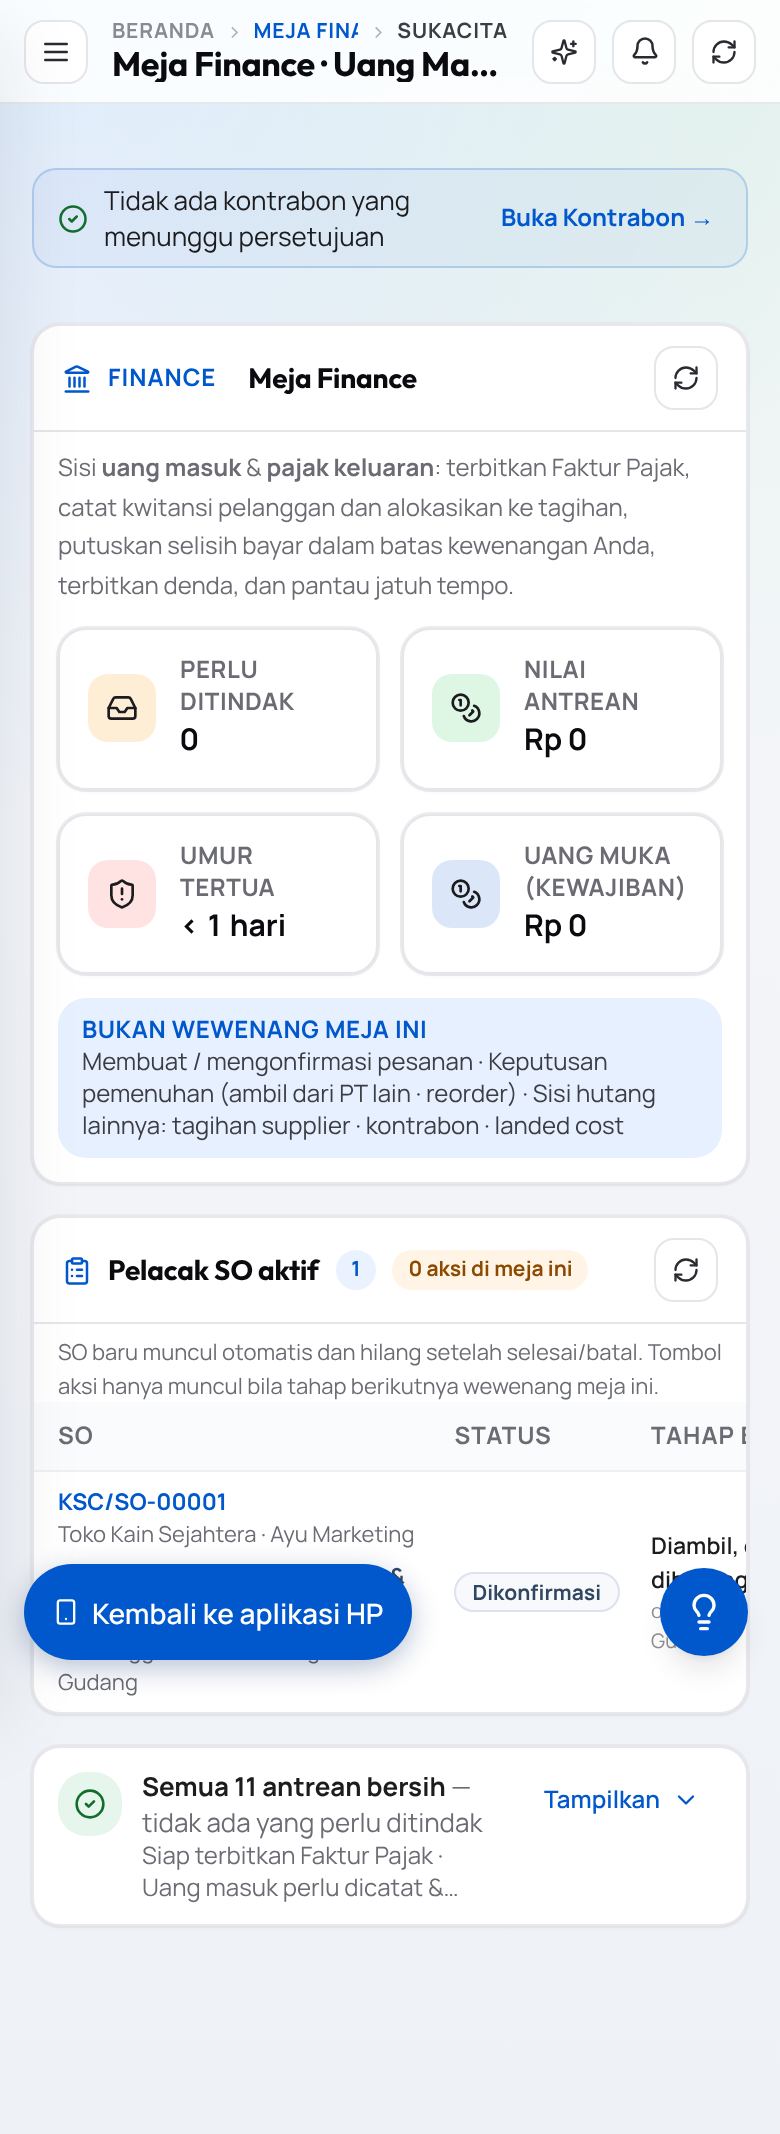 BERANDA > MEJA FINA > SUKACITA
Meja Finance · Uang Ma...
Tidak ada kontrabon yang
menunggu persetujuan
Buka Kontrabon →
FINANCE Meja Finance
Sisi uang masuk & pajak keluaran: terbitkan Faktur Pajak,
catat kwitansi pelanggan dan alokasikan ke tagihan,
putuskan selisih bayar dalam batas kewenangan Anda,
terbitkan denda, dan pantau jatuh tempo.
PERLU
DITINDAK
0
NILAI
ANTREAN
Rp 0
UMUR
TERTUA
< 1 hari
UANG MUKA
(KEWAJIBAN)
Rp 0
BUKAN WEWENANG MEJA INI
Membuat / mengonfirmasi pesanan · Keputusan
pemenuhan (ambil dari PT lain · reorder) · Sisi hutang
lainnya: tagihan supplier · kontrabon · landed cost
Pelacak SO aktif 1 0 aksi di meja ini
SO baru muncul otomatis dan hilang setelah selesai/batal. Tombol
aksi hanya muncul bila tahap berikutnya wewenang meja ini.
SO STATUS TAHAP
KSC/SO-00001
Toko Kain Sejahtera · Ayu Marketing
&
Gudang
Dikonfirmasi
Diambil,
Kembali ke aplikasi HP
Semua 11 antrean bersih —
tidak ada yang perlu ditindak
Siap terbitkan Faktur Pajak ·
Uang masuk perlu dicatat &...
Tampilkan